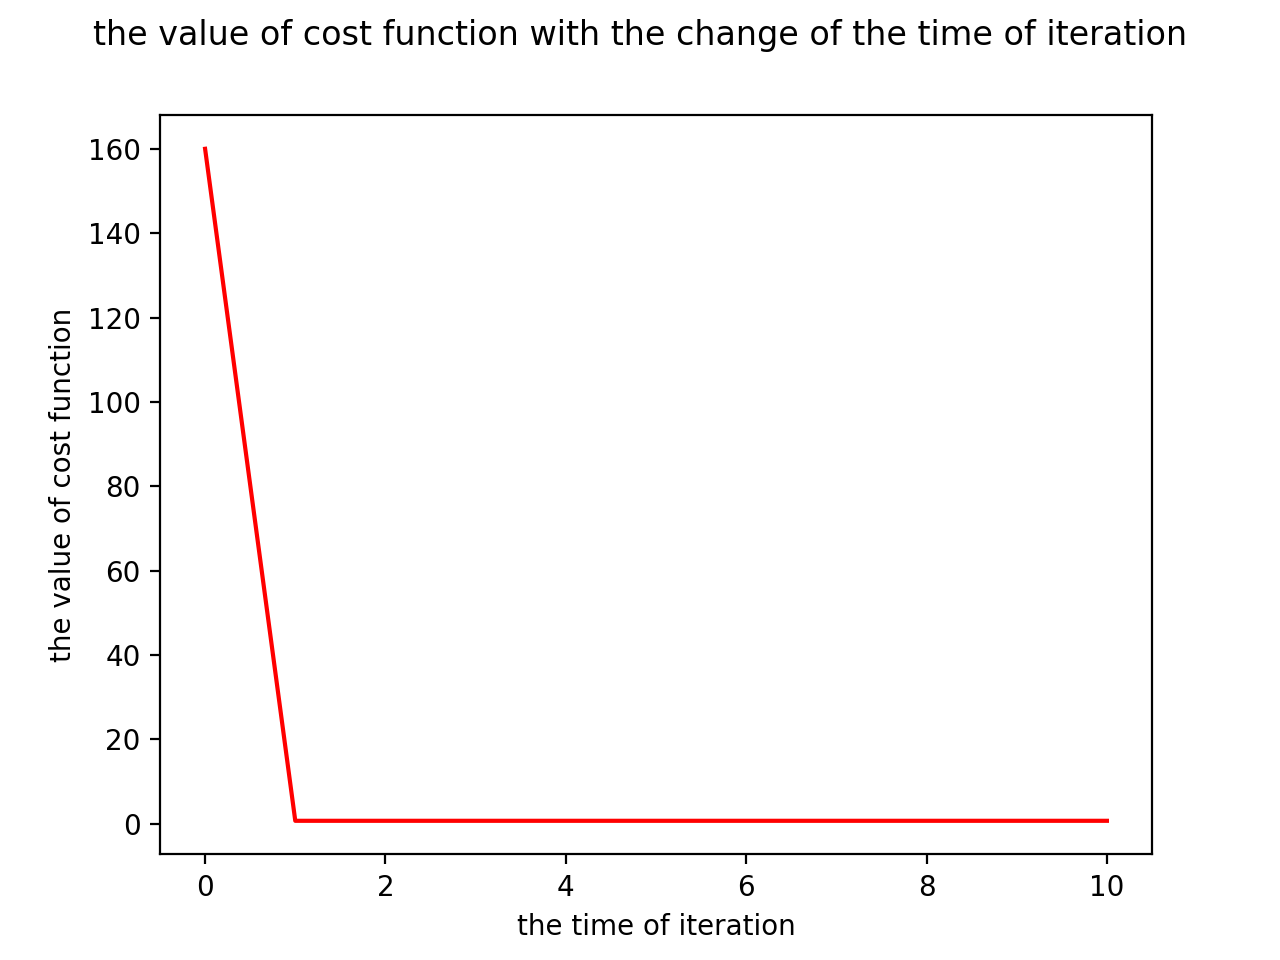 the value of cost function with the change of the time of iteration
160
140
120
100
80
60
40
20
0
the value of cost function
0 2 4 6 8 10
the time of iteration